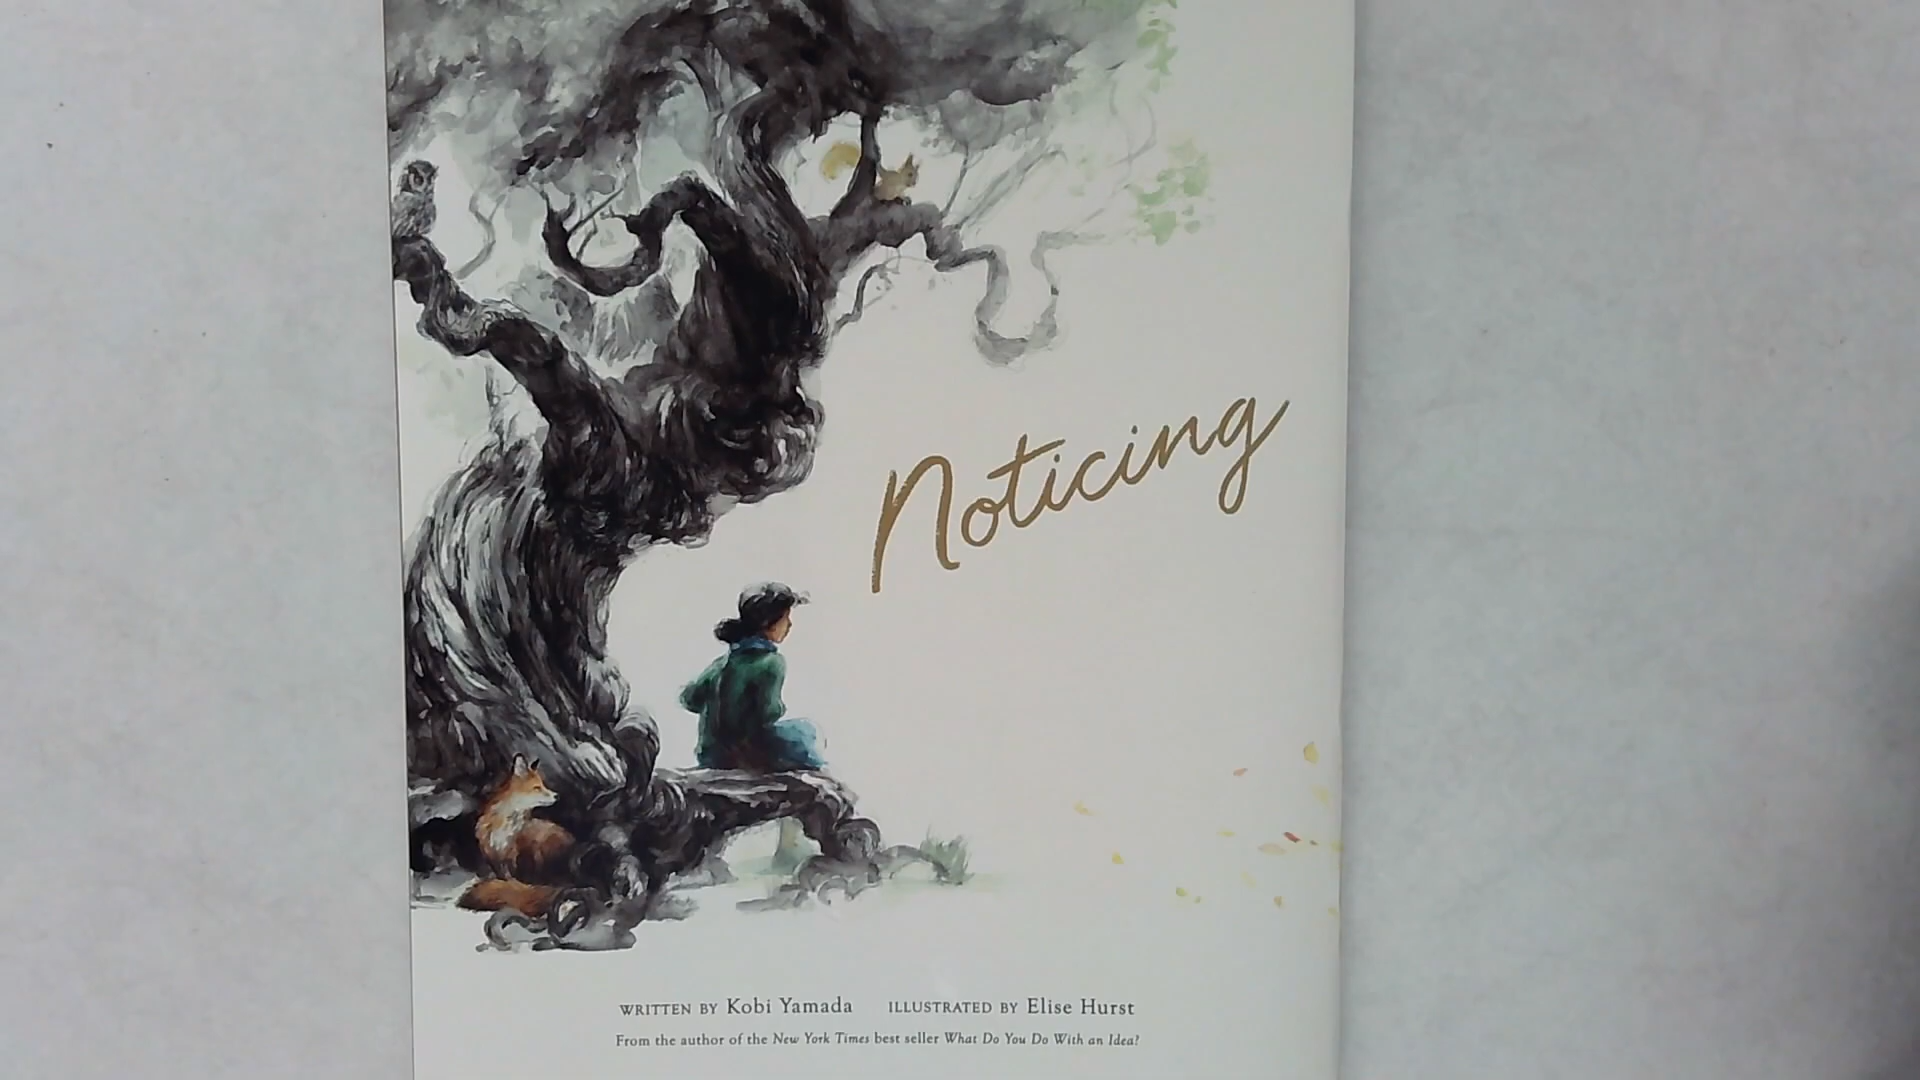 Noticing
WRITTEN BY Kobi Yamada ILLUSTRATED BY Elise Hurst
From the author of the New York Times best seller What Do You Do With an Idea?